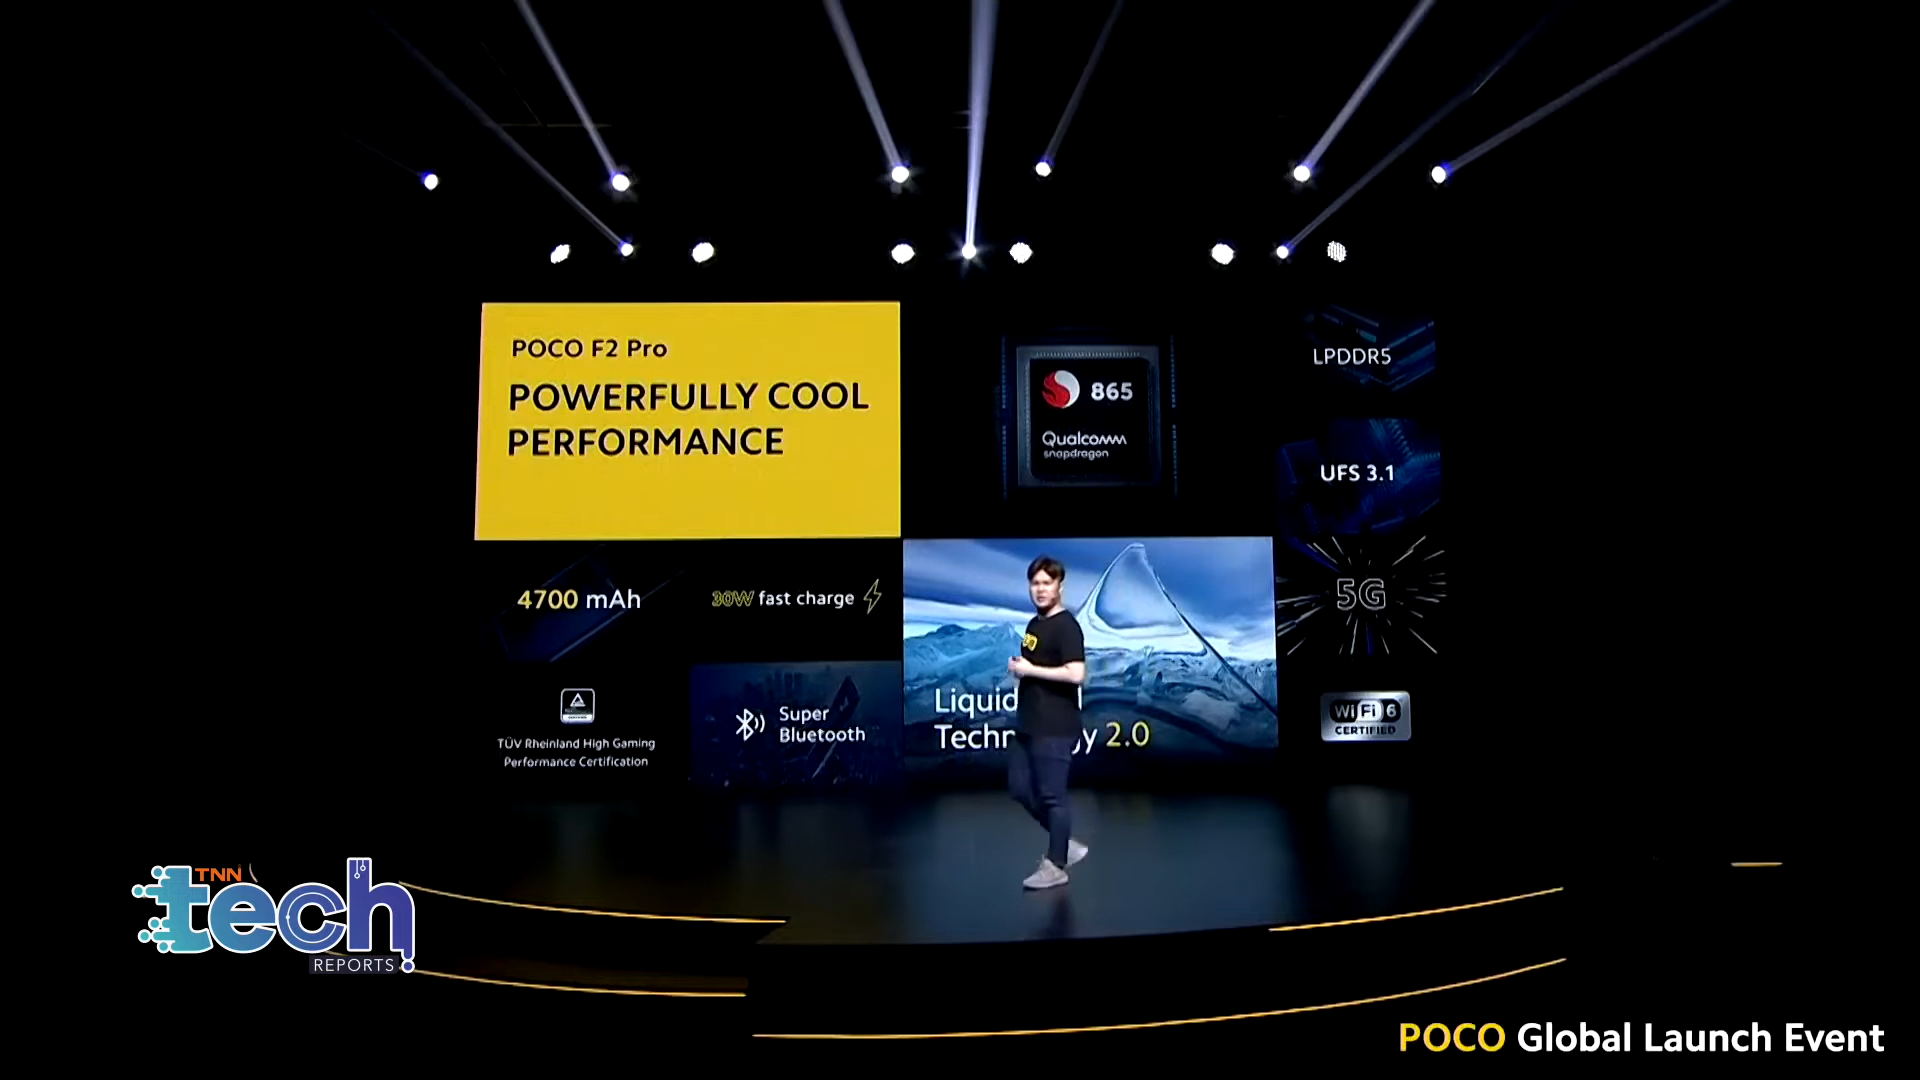 POCO F2 Pro
POWERFULLY COOL
PERFORMANCE
865
Qualcomm
snapdragon
LPDDR5
UFS 3.1
4700 mAh
30W fast charge
5G
TÜV Rheinland High Gaming
Performance Certification
Super
Bluetooth
Liquid
2.0
Wi Fi 6
CERTIFIED
TNN
tech
REPORTS
POCO Global Launch Event